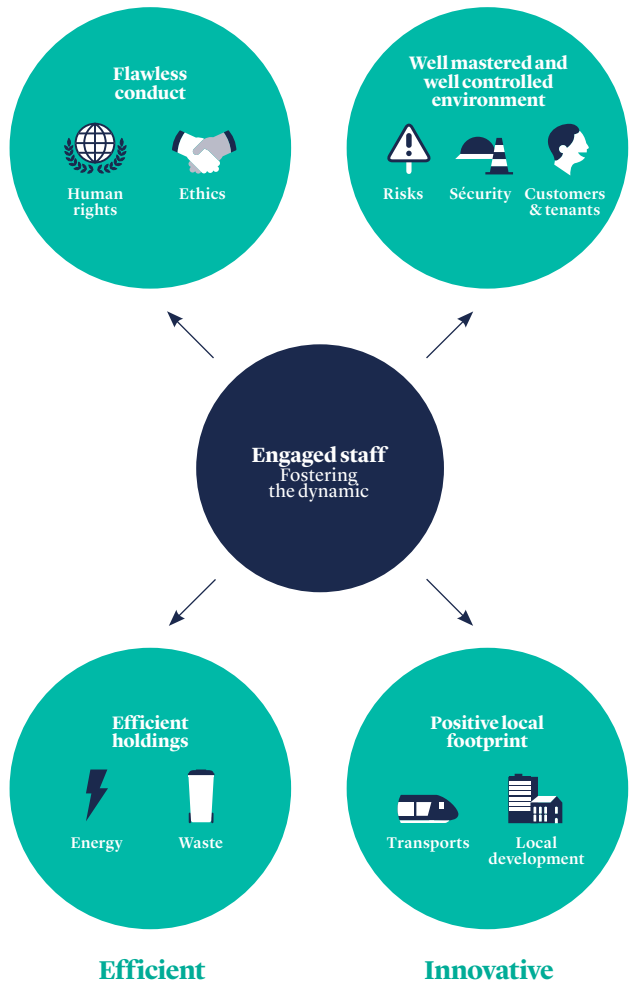 Flawless
conduct
Human
rights
Ethics
Well mastered and
well controlled
environment
Risks
Sécurity
Customers
& tenants
Engaged staff
Fostering
the dynamic
Efficient
holdings
Energy
Waste
Positive local
footprint
Transports
Local
development
Efficient
Innovative